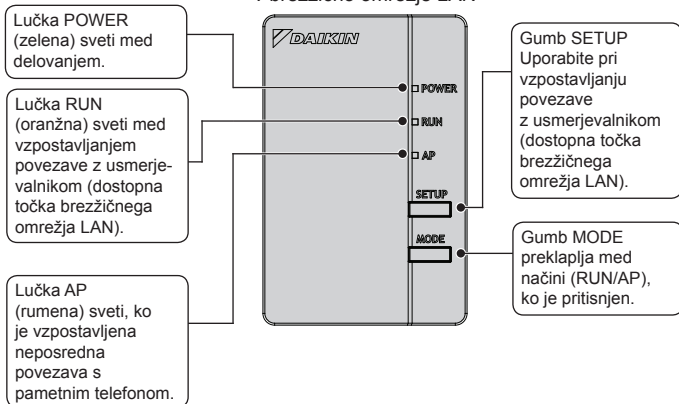 Lučka POWER
(zelena) sveti med
delovanjem.
Lučka RUN
(oranžna) sveti med
vzpostavljanjem
povezave z usmerje-
valnikom (dostopna
točka brezžičnega
omrežja LAN).
Lučka AP
(rumena) sveti, ko
je vzpostavljena
neposredna
povezava s
pametnim telefonom.
DAIKIN
POWER
RUN
AP
SETUP
MODE
Gumb SETUP
Uporabite pri
vzpostavljanju
povezave
z usmerjevalnikom
(dostopna točka
brezžičnega
omrežja LAN).
Gumb MODE
preklaplja med
načini (RUN/AP),
ko je pritisnjen.